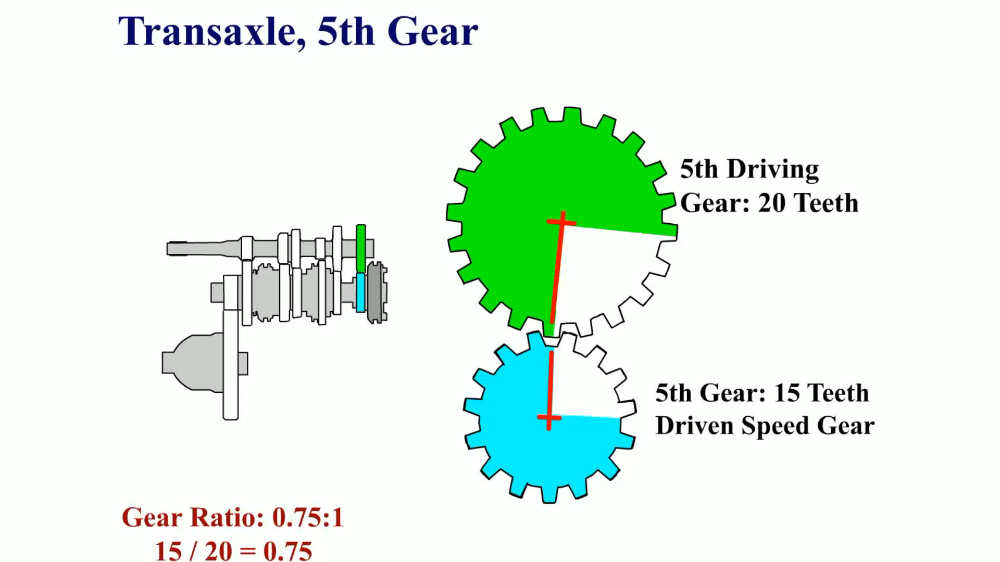 Transaxle, 5th Gear
5th Driving
Gear: 20 Teeth
5th Gear: 15 Teeth
Driven Speed Gear
Gear Ratio: 0.75:1
15 / 20 = 0.75